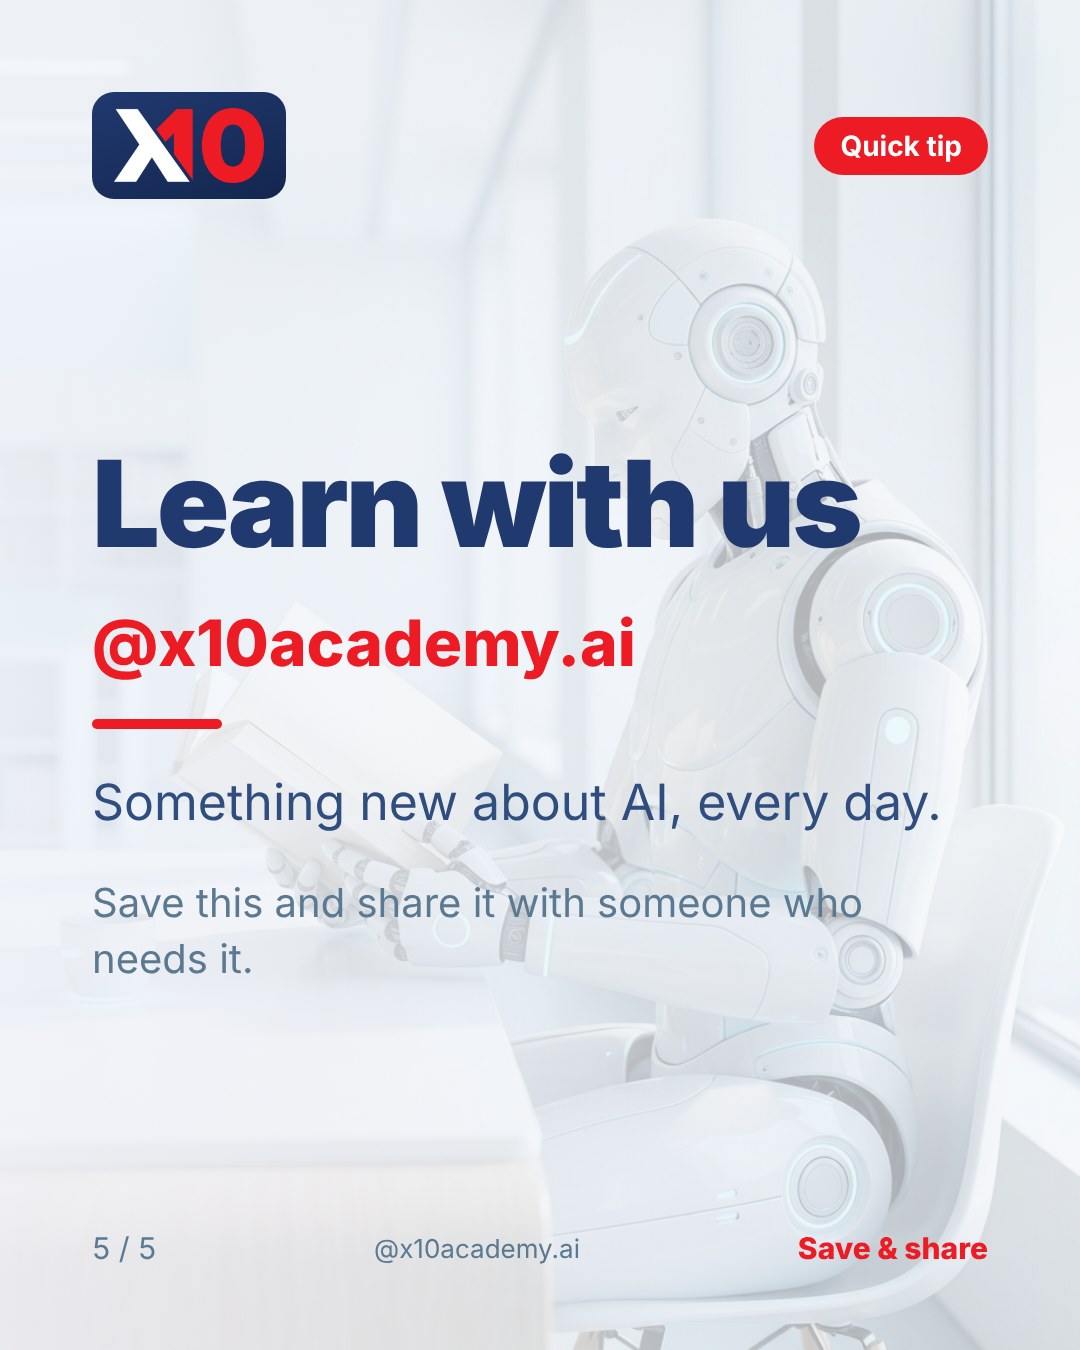 X10
Quick tip
Learn with us
@x10academy.ai
Something new about AI, every day.
Save this and share it with someone who
needs it.
5 / 5
@x10academy.ai
Save & share